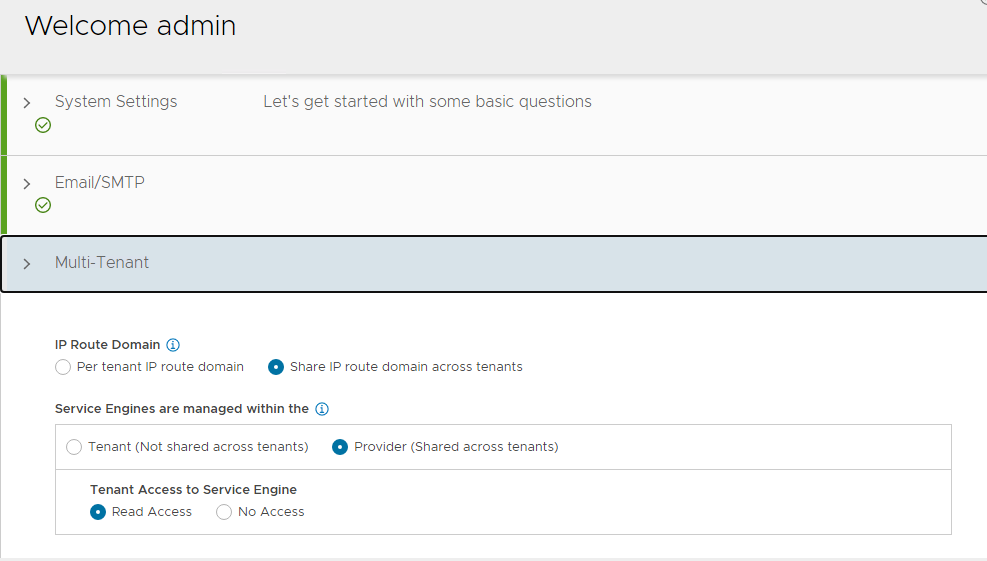 Welcome admin
System Settings Let's get started with some basic questions
Email/SMTP
Multi-Tenant
IP Route Domain
Per tenant IP route domain Share IP route domain across tenants
Service Engines are managed within the
Tenant (Not shared across tenants) Provider (Shared across tenants)
Tenant Access to Service Engine
Read Access No Access